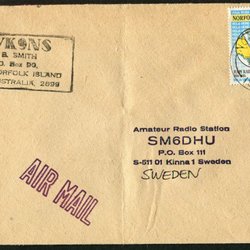 VKONS
B. SMITH
O. Box 90,
NORFOLK ISLAND
AUSTRALIA, 2899
NORFOLK
Amateur Radio Station
SM6DHU
P.O. Box 111
S-511 01 Kinna 1 Sweden
SWEDEN
AIR MAIL